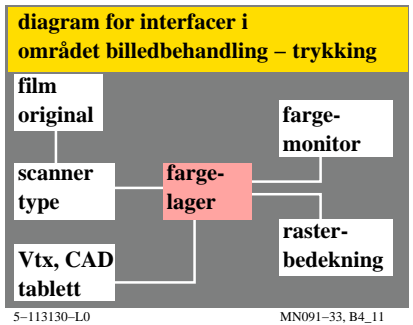 diagram for interfacer i
området billedbehandling – trykking
film
original
farge-
monitor
scanner
type
farge-
lager
raster-
bedekning
Vtx, CAD
tablett
5–113130–L0
MN091–33, B4_11